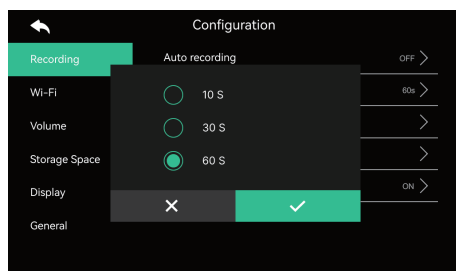 Configuration
Recording
Auto recording
OFF
Wi-Fi
10 S
60s
Volume
30 S
Storage Space
60 S
Display
ON
General